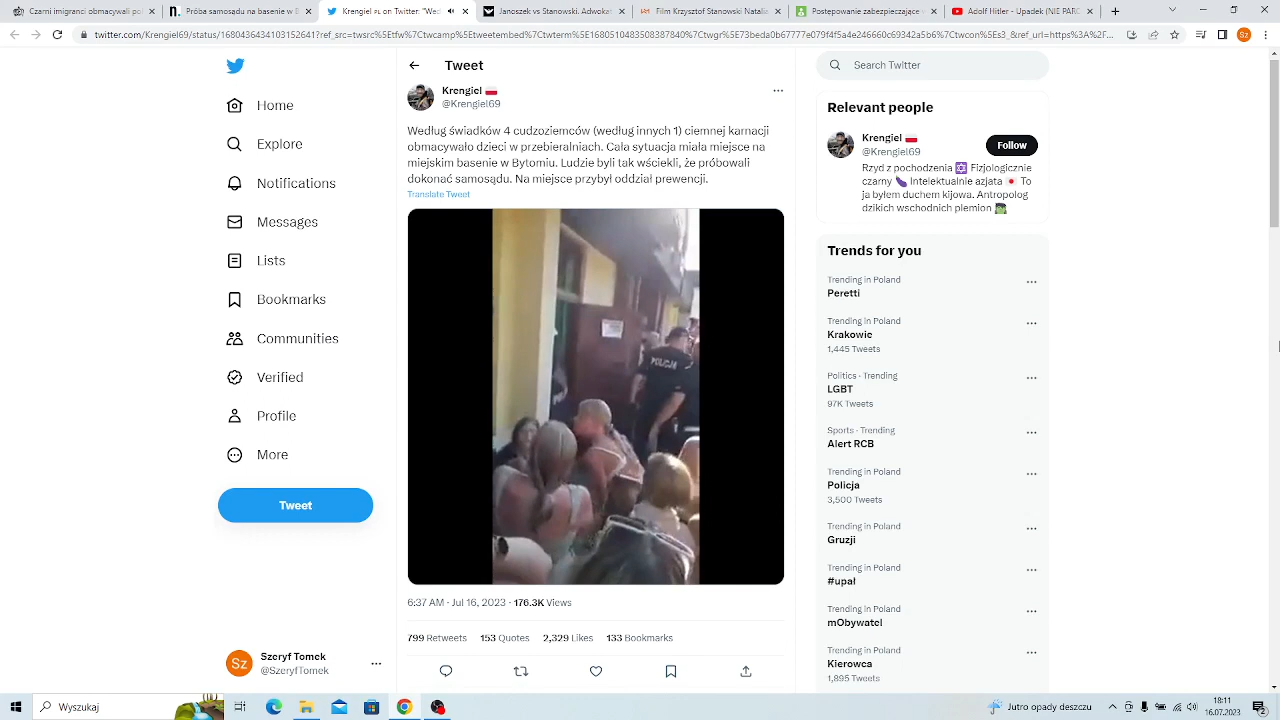 Czarni imigranci obmacywali po
Próba samosądu na basenie w B
Krengiel on Twitter: "Wed
Janoszek vs Stanowski. Adwoka
Film Krzysztof Stanowski Natal
Postępowanie zabezpieczające
Adolf Hitler - Upadek (NIE PARO
twitter.com/Krengiel69/status/1680436434103152641?ref_src=twsrc%5Etfw%7Ctwcamp%5Etweetembed%7Ctwterm%5E1680510483508387840%7Ctwgr%5E73beda0b67777e079f4f5a4e246660c69342a5b6%7Ctwcon%5Es3_&ref_url=https%3A%2F...
Sz
Tweet
Krengiel
@Krengiel69
Według świadków 4 cudzoziemców (według innych 1) ciemnej karnacji
obmacywało dzieci w przebieralniach. Cała sytuacja miała miejsce na
miejskim basenie w Bytomiu. Ludzie byli tak wściekli, że próbowali
dokonać samosądu. Na miejsce przybył oddział prewencji.
Translate Tweet
POLICJA
6:37 AM · Jul 16, 2023 · 176.3K Views
799 Retweets 153 Quotes 2,329 Likes 133 Bookmarks
Home
Explore
Notifications
Messages
Lists
Bookmarks
Communities
Verified
Profile
More
Tweet
Sz
Szeryf Tomek
@SzeryfTomek
Search Twitter
Relevant people
Krengiel
@Krengiel69
Follow
Rzyd z pochodzenia Fizjologicznie
czarny Intelektualnie azjata To
ja byłem duchem kijowa. Antropolog
dzikich wschodnich plemion
Trends for you
Trending in Poland
Peretti
Trending in Poland
Krakowie
1,445 Tweets
Politics · Trending
LGBT
97K Tweets
Sports · Trending
Alert RCB
Trending in Poland
Policja
3,500 Tweets
Trending in Poland
Gruzji
Trending in Poland
#upał
Trending in Poland
mObywatel
Trending in Poland
Kierowca
1,895 Tweets
Wyszukaj
Jutro opady deszczu
18:11
16.07.2023
2